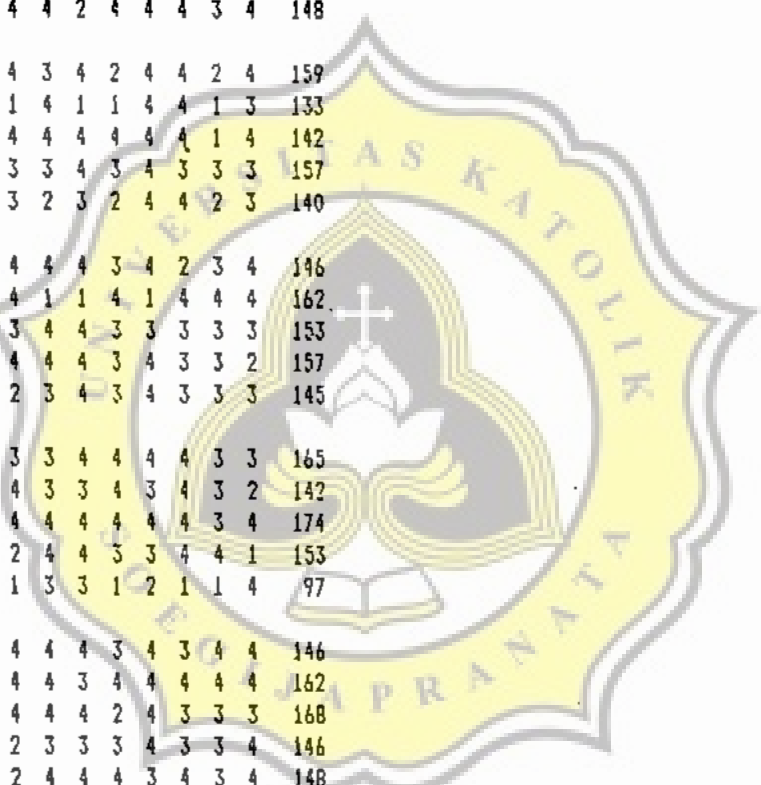 4 4 2 4 4 4 3 4 148
4 3 4 2 4 4 2 4 159
1 4 1 1 4 4 1 3 133
4 4 4 4 4 4 1 4 142
3 3 4 3 4 3 3 3 157
3 2 3 2 4 4 2 3 140
4 4 4 3 4 2 3 4 146
4 1 1 4 1 4 4 4 162
3 4 4 3 3 3 3 3 153
4 4 4 3 4 3 3 2 157
2 3 4 3 4 3 3 3 145
3 3 4 4 4 4 3 3 165
4 3 3 4 3 4 3 2 142
4 4 4 4 4 4 3 4 174
2 4 4 3 3 4 4 1 153
1 3 3 1 2 1 1 4 97
4 4 4 3 4 3 4 4 146
4 4 3 4 4 4 4 4 162
4 4 4 2 4 3 3 3 168
2 3 3 3 4 3 3 4 146
2 4 4 4 3 4 3 4 148
UNIVERSITAS KATOLIK
SOEGIJAPRANATA